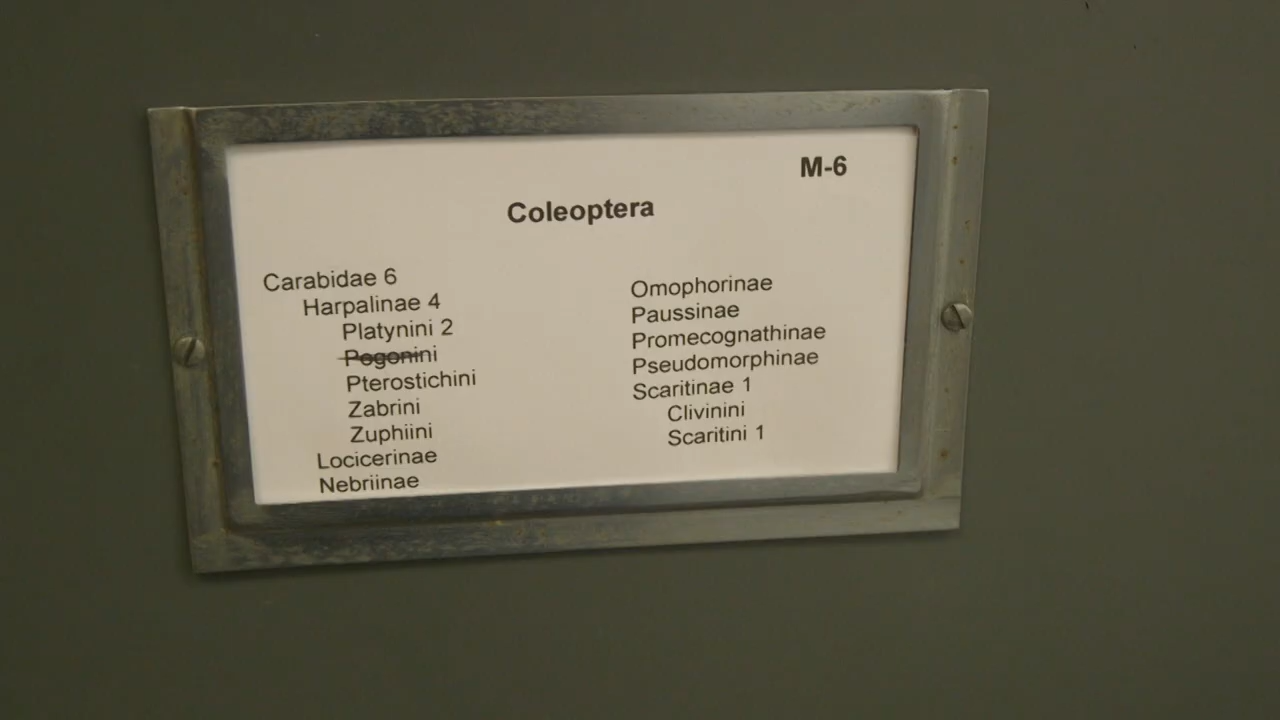 M-6
Coleoptera
Carabidae 6
Harpalinae 4
Platynini 2
Pogonini
Pterostichini
Zabrini
Zuphiini
Locicerinae
Nebriinae
Omophorinae
Paussinae
Promecognathinae
Pseudomorphinae
Scaritinae 1
Clivinini
Scaritini 1